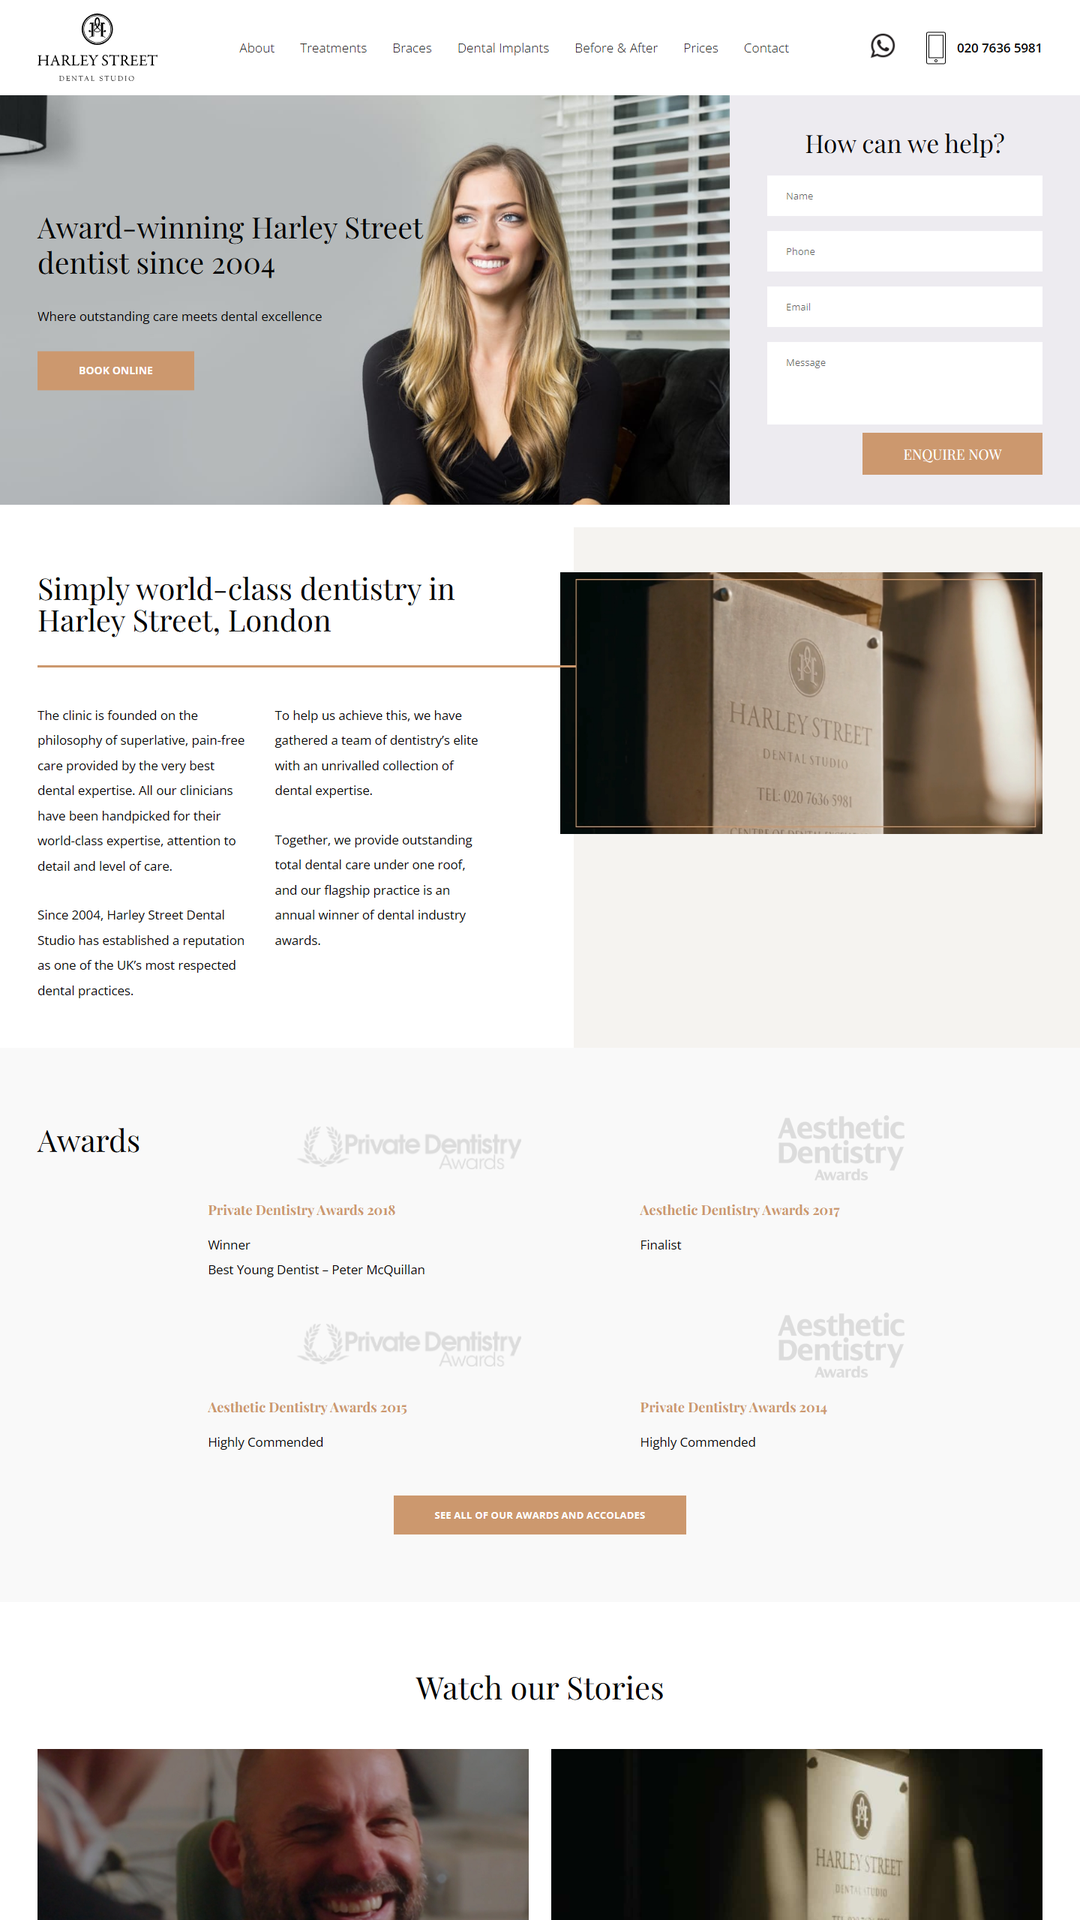 HARLEY STREET
DENTAL STUDIO
About
Treatments
Braces
Dental Implants
Before & After
Prices
Contact
020 7636 5981
Award-winning Harley Street
dentist since 2004
Where outstanding care meets dental excellence
BOOK ONLINE
How can we help?
Name
Phone
Email
Message
ENQUIRE NOW
Simply world-class dentistry in
Harley Street, London
The clinic is founded on the
philosophy of superlative, pain-free
care provided by the very best
dental expertise. All our clinicians
have been handpicked for their
world-class expertise, attention to
detail and level of care.
Since 2004, Harley Street Dental
Studio has established a reputation
as one of the UK’s most respected
dental practices.
To help us achieve this, we have
gathered a team of dentistry’s elite
with an unrivalled collection of
dental expertise.
Together, we provide outstanding
total dental care under one roof,
and our flagship practice is an
annual winner of dental industry
awards.
HARLEY STREET
DENTAL STUDIO
TEL: 020 7636 5981
Awards
Private Dentistry
Awards
Private Dentistry Awards 2018
Winner
Best Young Dentist – Peter McQuillan
Aesthetic
Dentistry
Awards
Aesthetic Dentistry Awards 2017
Finalist
Private Dentistry
Awards
Aesthetic Dentistry Awards 2015
Highly Commended
Aesthetic
Dentistry
Awards
Private Dentistry Awards 2014
Highly Commended
SEE ALL OF OUR AWARDS AND ACCOLADES
Watch our Stories
HARLEY STREET
DENTAL STUDIO